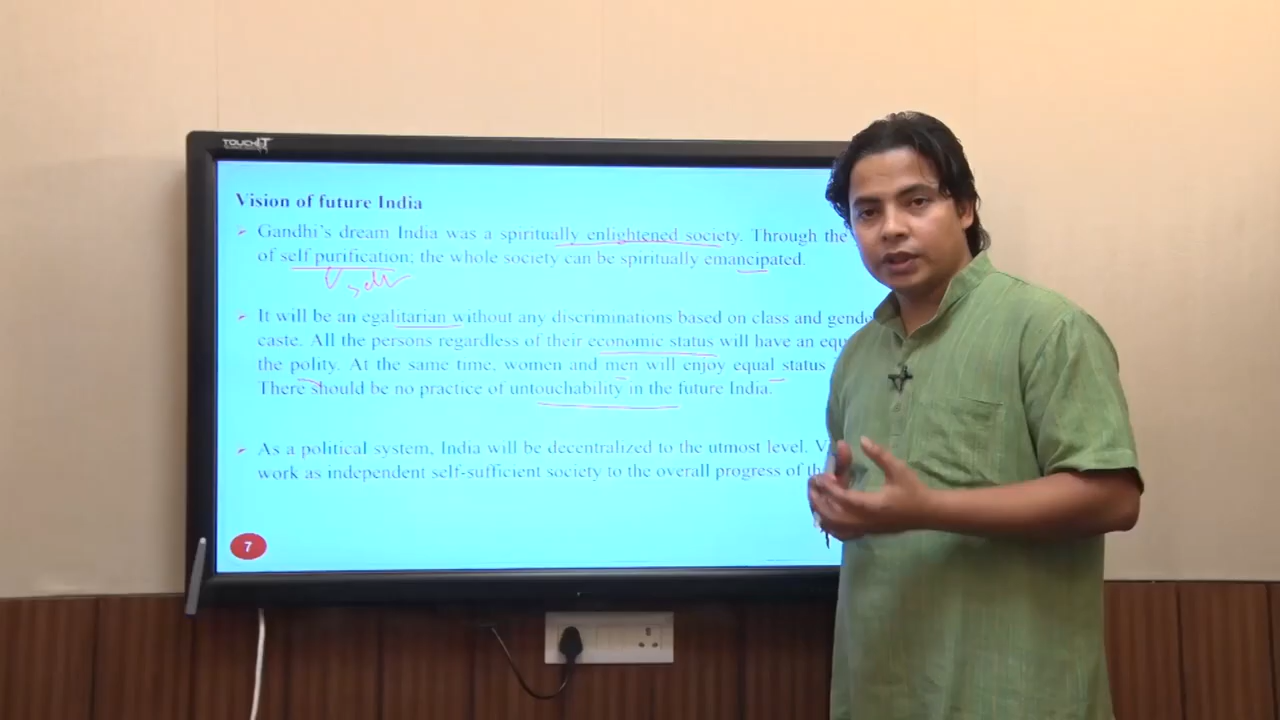 TOUCHIT
Vision of future India
➢ Gandhi's dream India was a spiritually enlightened society. Through the
of self purification; the whole society can be spiritually emancipated.
➢ It will be an egalitarian without any discriminations based on class and
caste. All the persons regardless of their economic status will have an
the polity. At the same time, women and men will enjoy equal status
There should be no practice of untouchability in the future India.
➢ As a political system, India will be decentralized to the utmost level.
work as independent self-sufficient society to the overall progress of
7